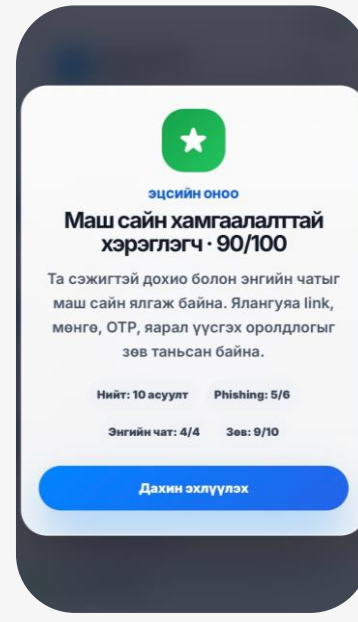 ЭЦСИЙН ОНОО
Маш сайн хамгаалалттай
хэрэглэгч · 90/100
Та сэжигтэй дохио болон энгийн чатыг
маш сайн ялгаж байна. Ялангуяа link,
мөнгө, OTP, яарал үүсгэх оролдлогыг
зөв таньсан байна.
Нийт: 10 асуулт Phishing: 5/6
Энгийн чат: 4/4 Зөв: 9/10
Дахин эхлүүлэх